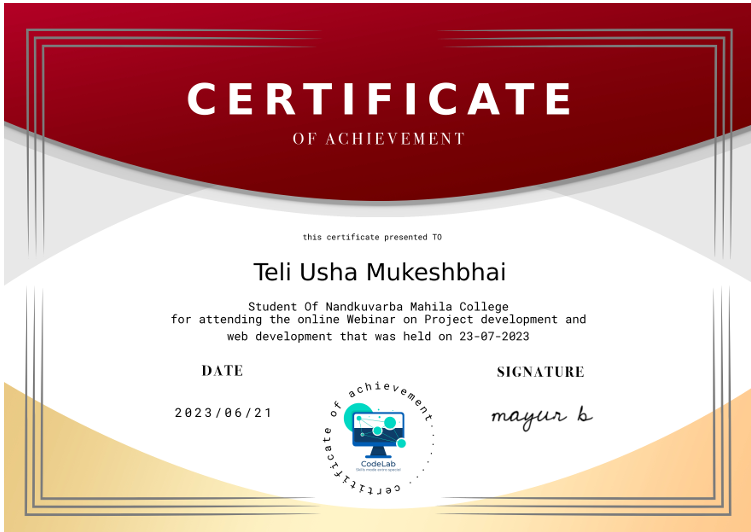 CERTIFICATE
OF ACHIEVEMENT
this certificate presented TO
Teli Usha Mukeshbhai
Student Of Nandkuvarba Mahila College
for attending the online Webinar on Project development and
web development that was held on 23-07-2023
DATE
SIGNATURE
2023/06/21
mayur b
certificate of achievement
CodeLab